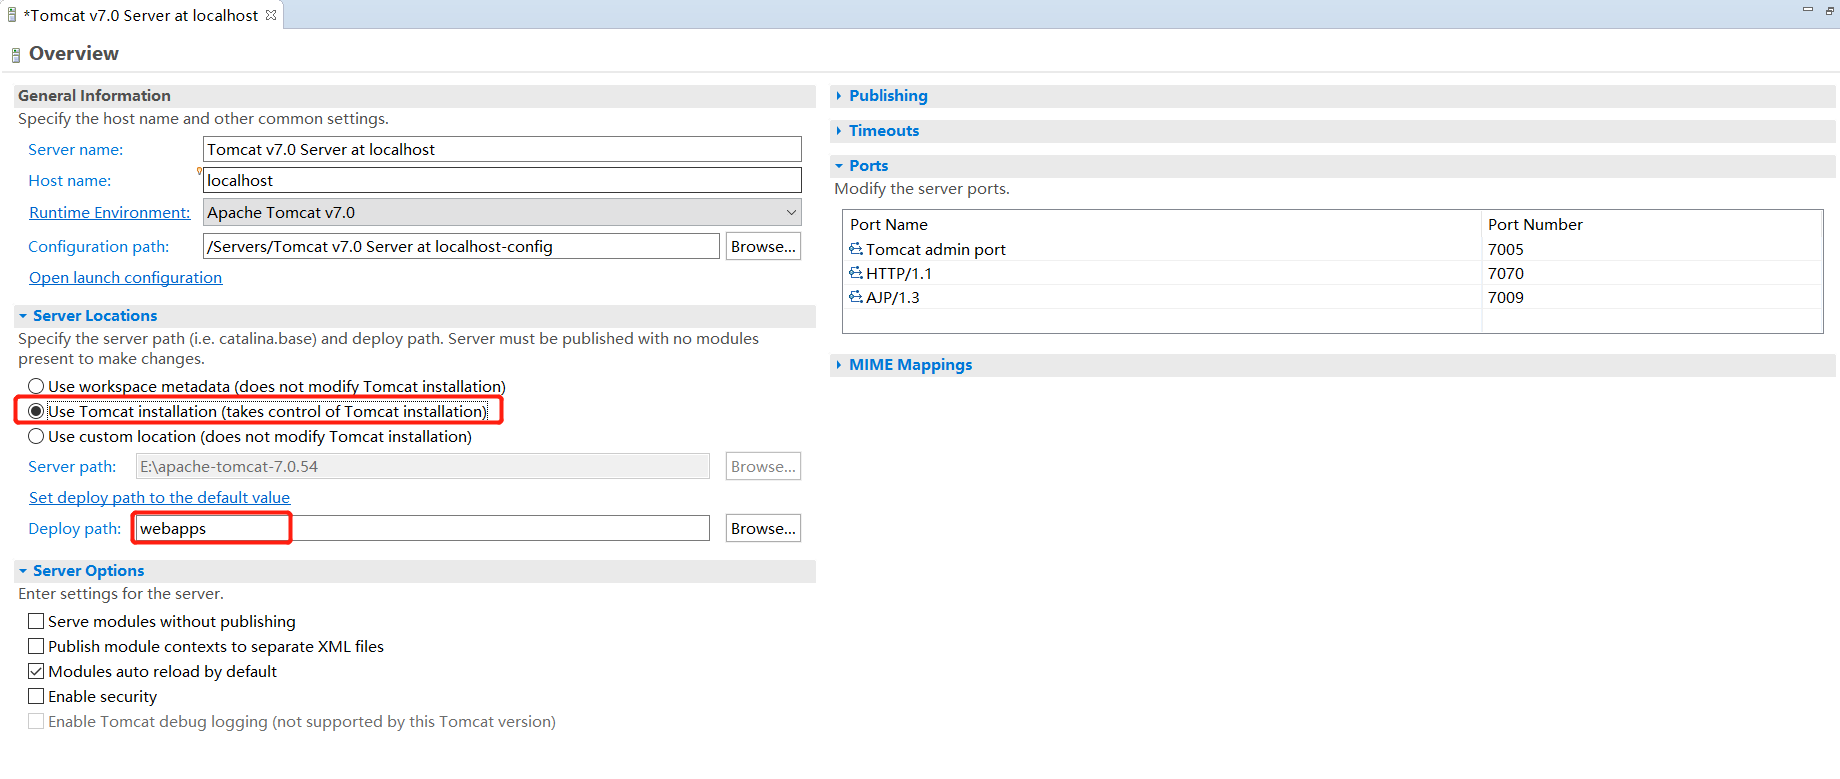 *Tomcat v7.0 Server at localhost
Overview
General Information
Specify the host name and other common settings.
Server name: Tomcat v7.0 Server at localhost
Host name: localhost
Runtime Environment: Apache Tomcat v7.0
Configuration path: /Servers/Tomcat v7.0 Server at localhost-config Browse...
Open launch configuration
Server Locations
Specify the server path (i.e. catalina.base) and deploy path. Server must be published with no modules
present to make changes.
Use workspace metadata (does not modify Tomcat installation)
Use Tomcat installation (takes control of Tomcat installation)
Use custom location (does not modify Tomcat installation)
Server path: E:\apache-tomcat-7.0.54 Browse...
Set deploy path to the default value
Deploy path: webapps Browse...
Server Options
Enter settings for the server.
Serve modules without publishing
Publish module contexts to separate XML files
Modules auto reload by default
Enable security
Enable Tomcat debug logging (not supported by this Tomcat version)
Publishing
Timeouts
Ports
Modify the server ports.
Port Name Port Number
Tomcat admin port 7005
HTTP/1.1 7070
AJP/1.3 7009
MIME Mappings